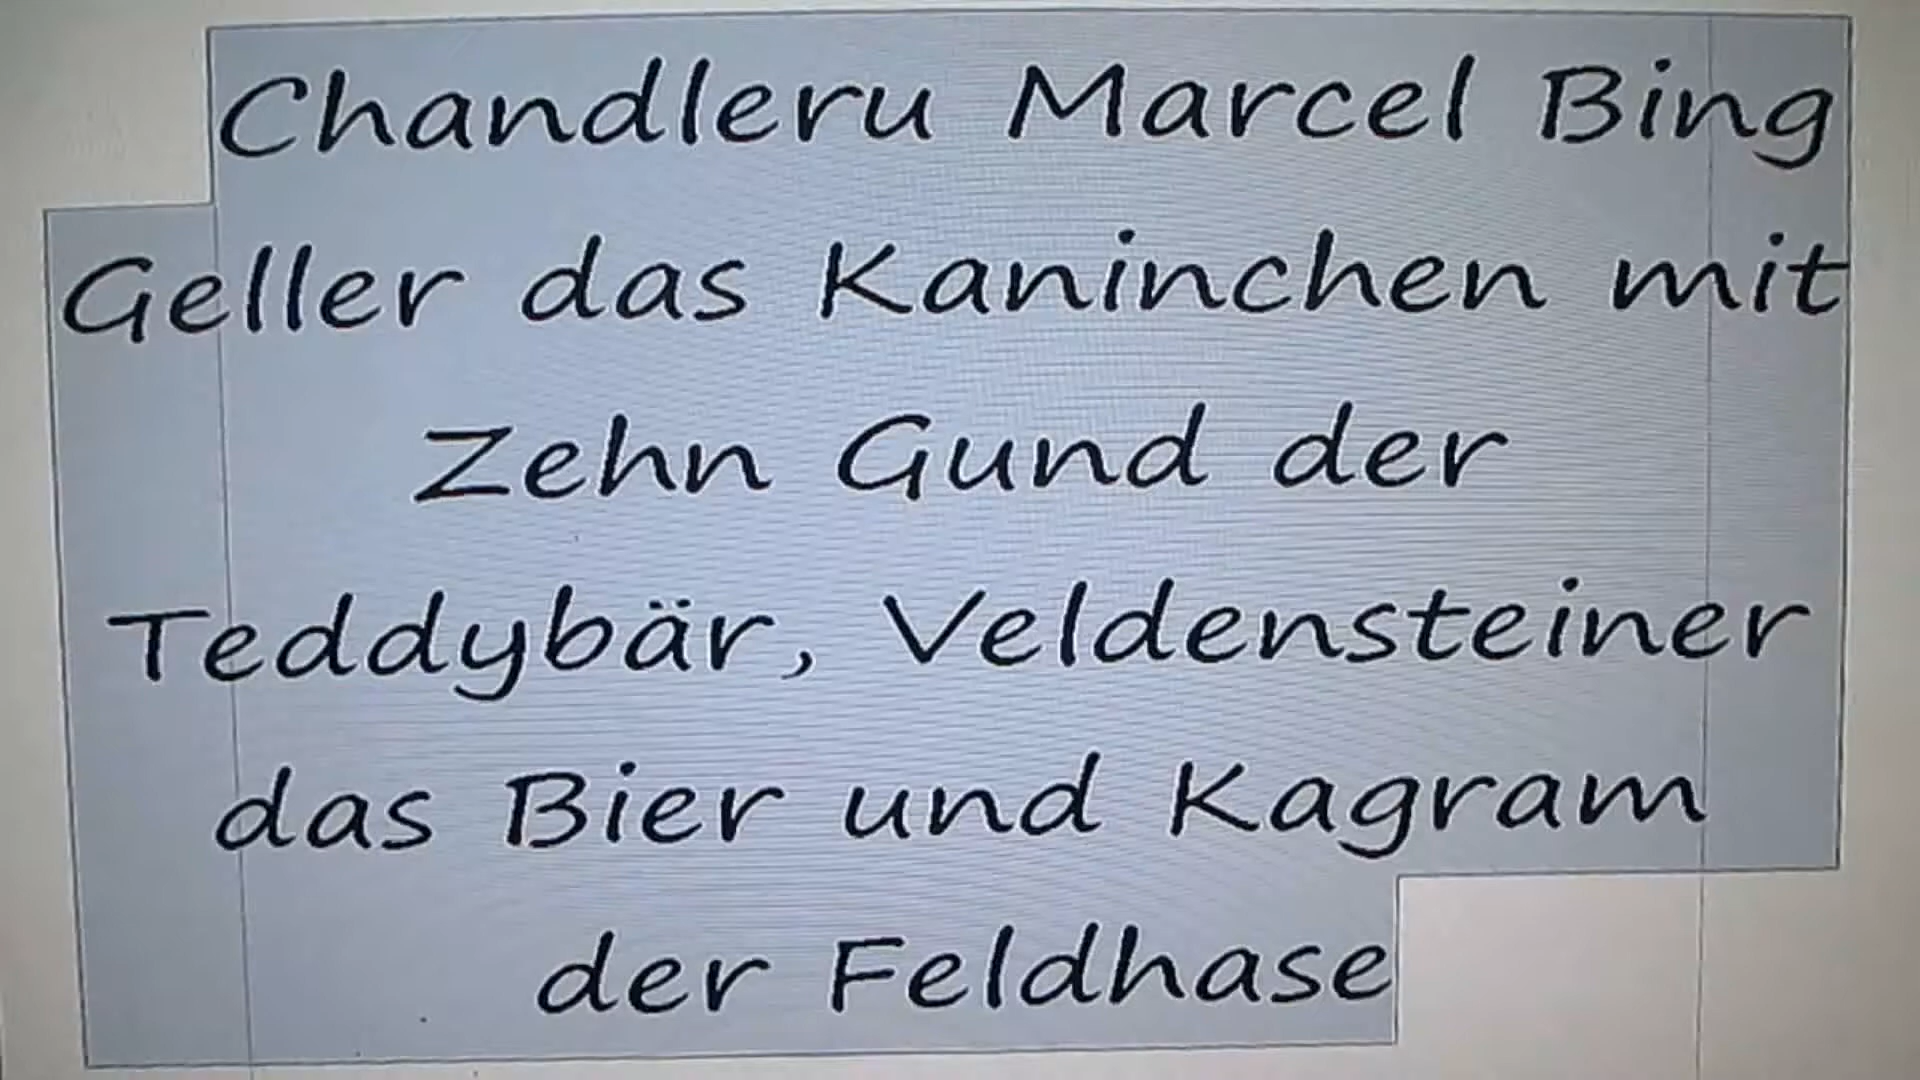 Chandleru Marcel Bing
Geller das Kaninchen mit
Zehn Gund der
Teddybär, Veldensteiner
das Bier und Kagram
der Feldhase